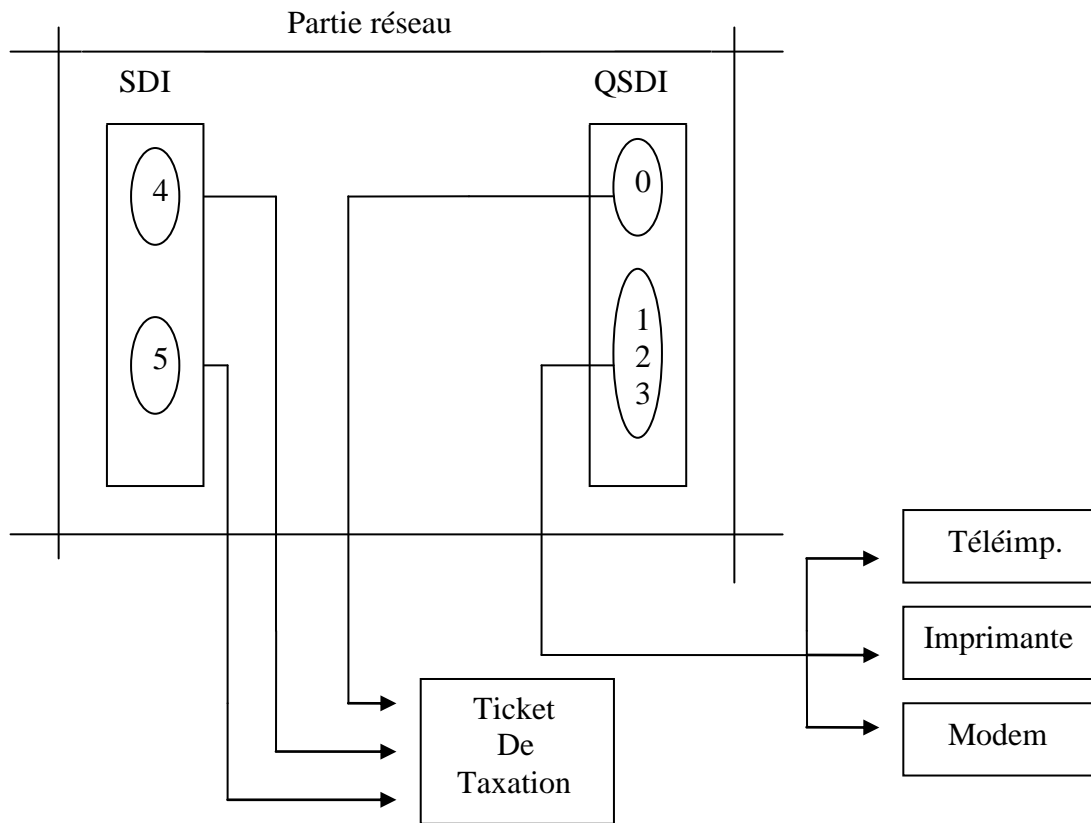 Partie réseau
SDI
QSDI
4
0
5
1
2
3
Téléimp.
Imprimante
Modem
Ticket
De
Taxation